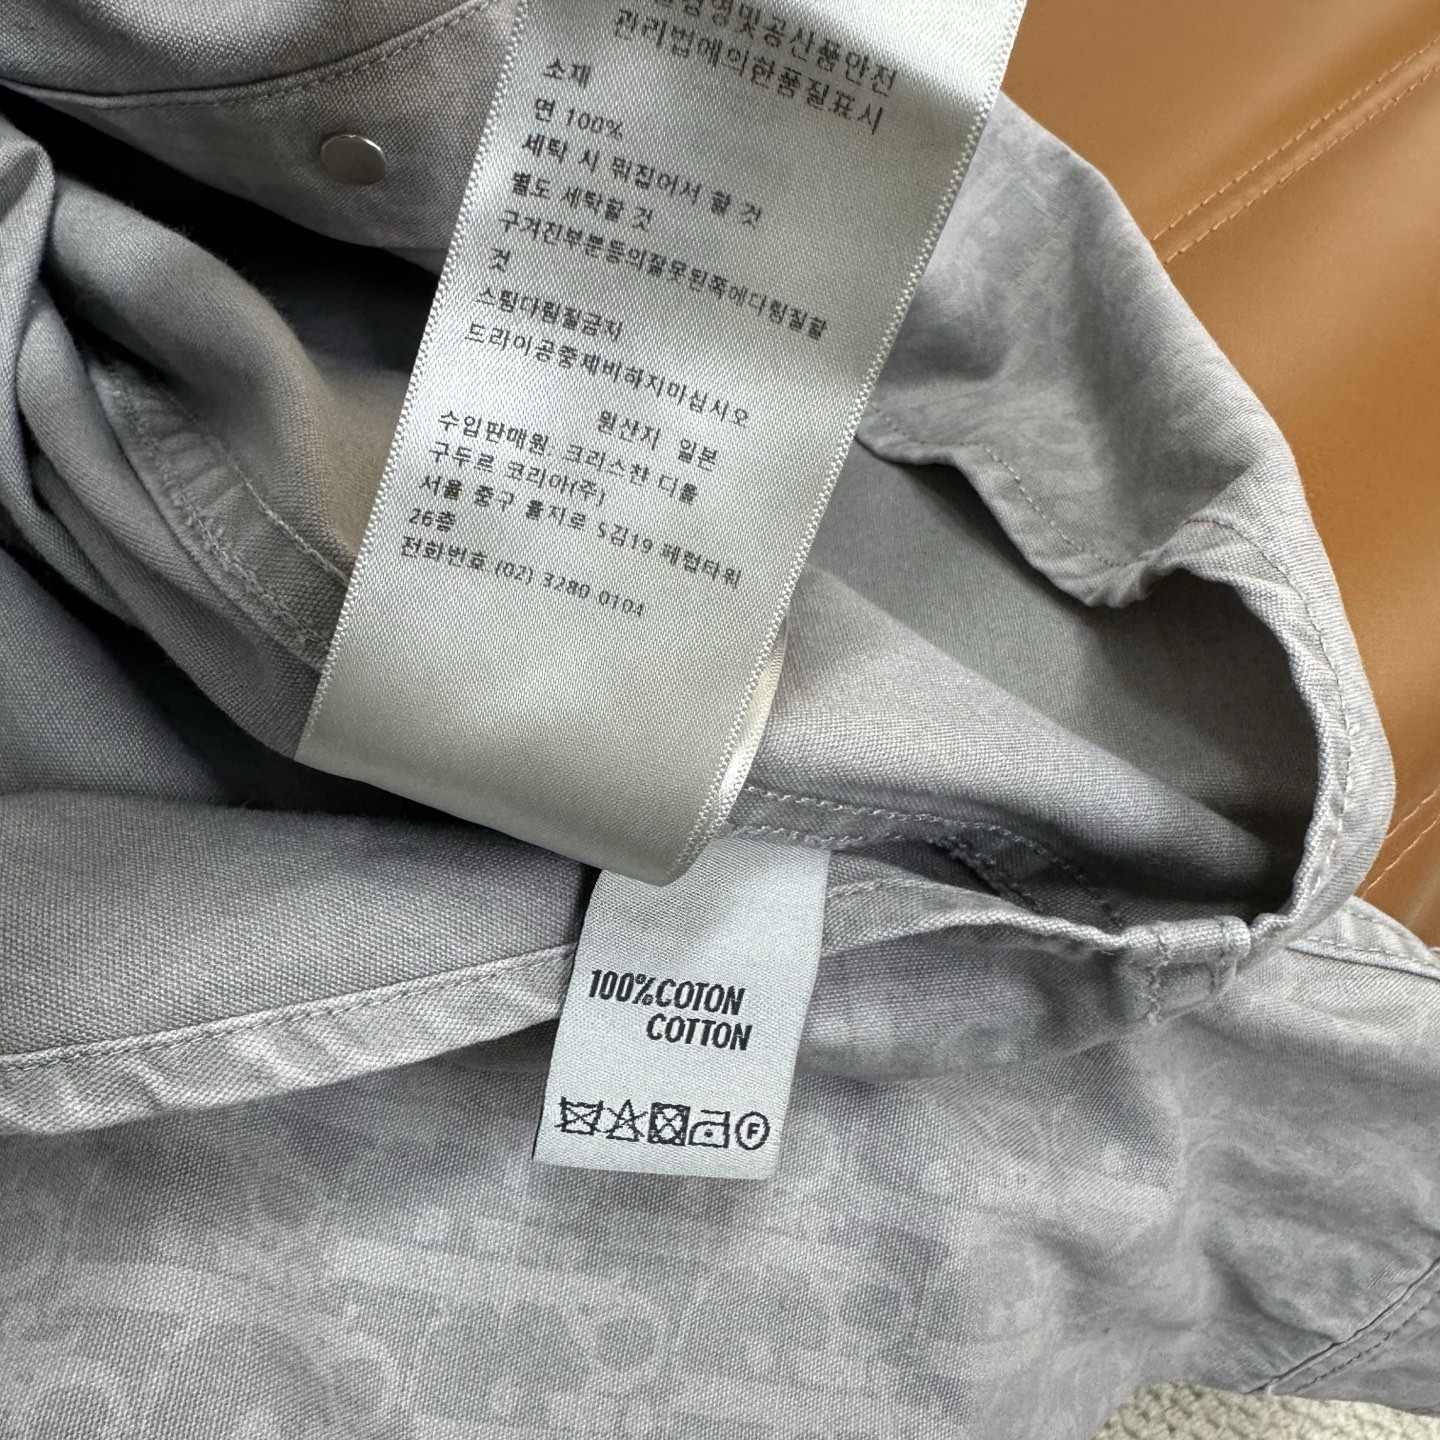 관리법에의한품질표시
소재
면 100%
세탁 시 뒤집어서 할 것
별도 세탁할 것
구겨진부분등의잘못된쪽에다림질할
것
스팀다림질금지
드라이공중제비하지마십시오
원산지 일본
수입판매원: 크리스챤 디올
구두르 코리아(주)
서울 중구 을지로 5길19 페럼타워
26층
전화번호 (02) 3280 0104
100%COTON
COTTON
F